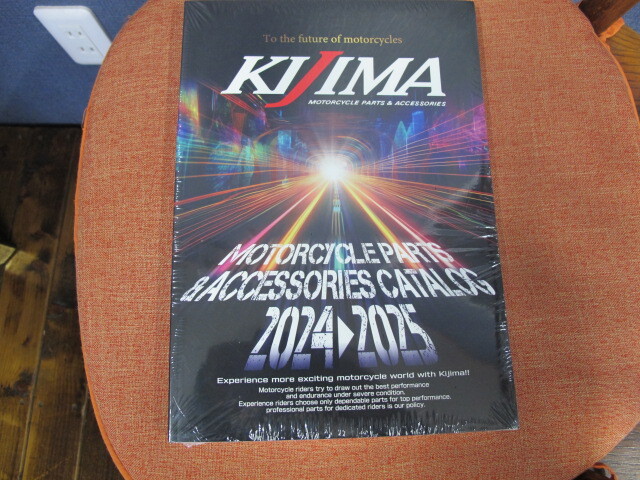 To the future of motorcycles
KIJIMA
MOTORCYCLE PARTS & ACCESSORIES
MOTORCYCLE PARTS
& ACCESSORIES CATALOG
2024▶2025
Experience more exciting motorcycle world with Kijima!!
Motorcycle riders try to draw out the best performance
and endurance under severe condition.
Experience riders choose only dependable parts for top performance.
professional parts for dedicated riders is our policy.